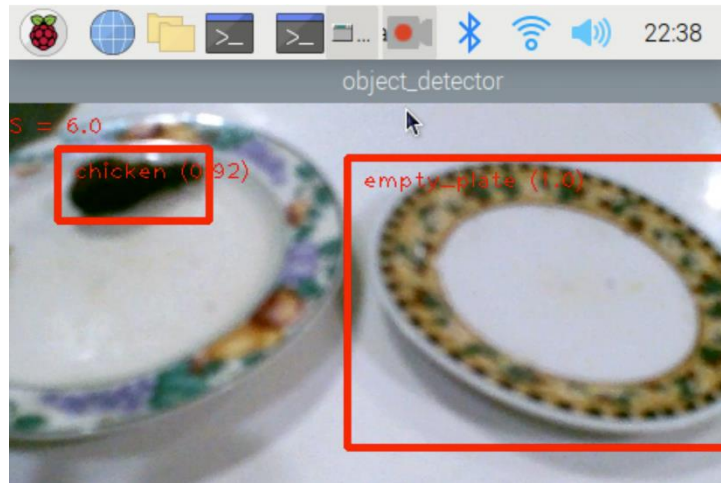 22:38
object_detector
S = 6.0
chicken (0.92)
empty_plate (1.0)